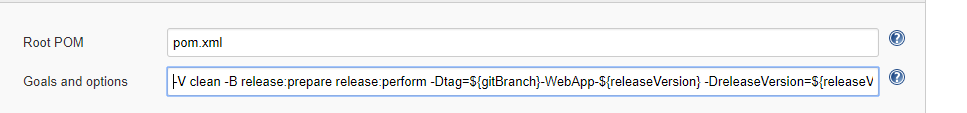 Root POM
pom.xml
Goals and options
-V clean -B release:prepare release:perform -Dtag=${gitBranch}-WebApp-${releaseVersion} -DreleaseVersion=${releaseV